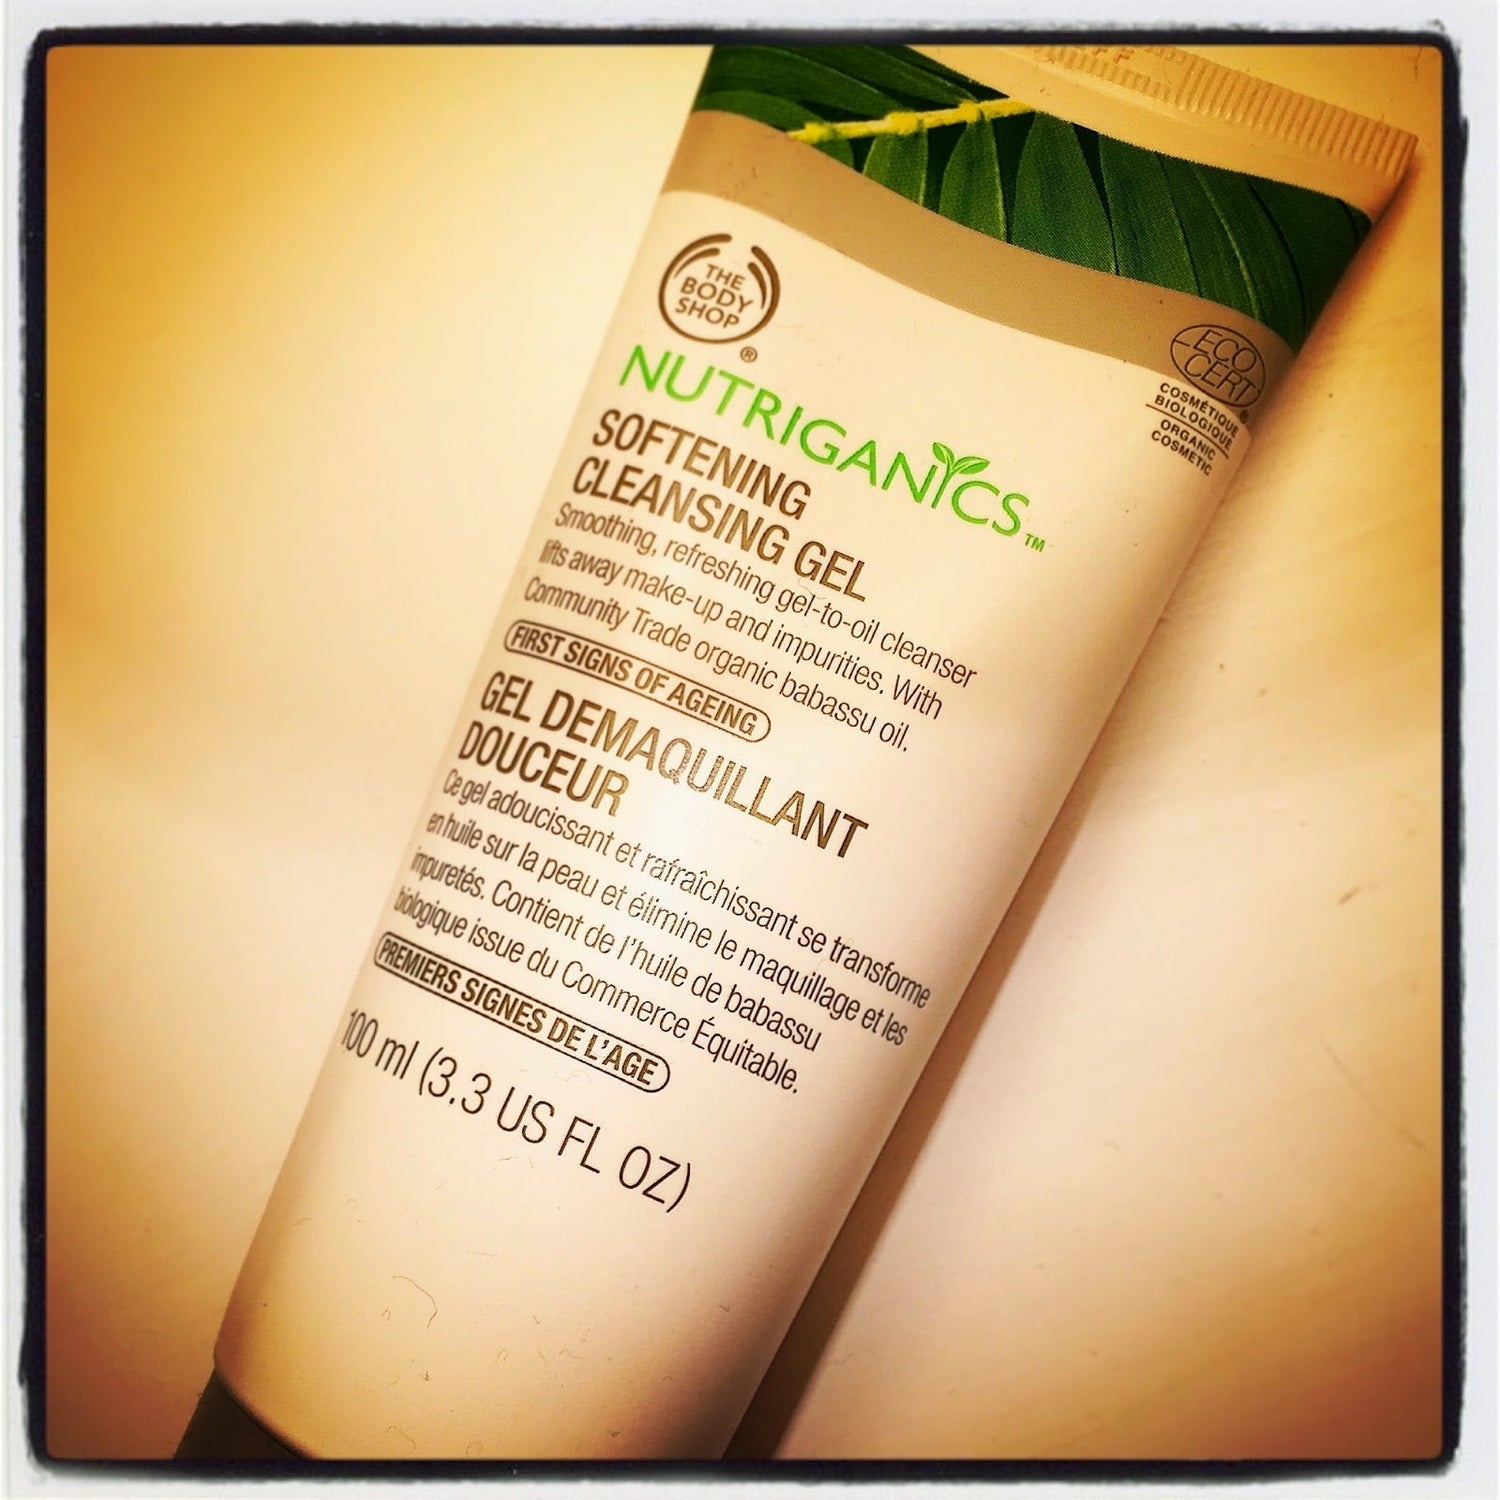 THE
BODY
SHOP
®
NUTRIGANICS™
SOFTENING
CLEANSING GEL
Smoothing, refreshing gel-to-oil cleanser
lifts away make-up and impurities. With
Community Trade organic babassu oil.
FIRST SIGNS OF AGEING
GEL DEMAQUILLANT
DOUCEUR
Ce gel adoucissant et rafraîchissant se transforme
en huile sur la peau et élimine le maquillage et les
impuretés. Contient de l'huile de babassu
biologique issue du Commerce Équitable.
PREMIERS SIGNES DE L'AGE
100 ml (3.3 US FL OZ)
ECO
CERT®
COSMÉTIQUE
BIOLOGIQUE
ORGANIC
COSMETIC